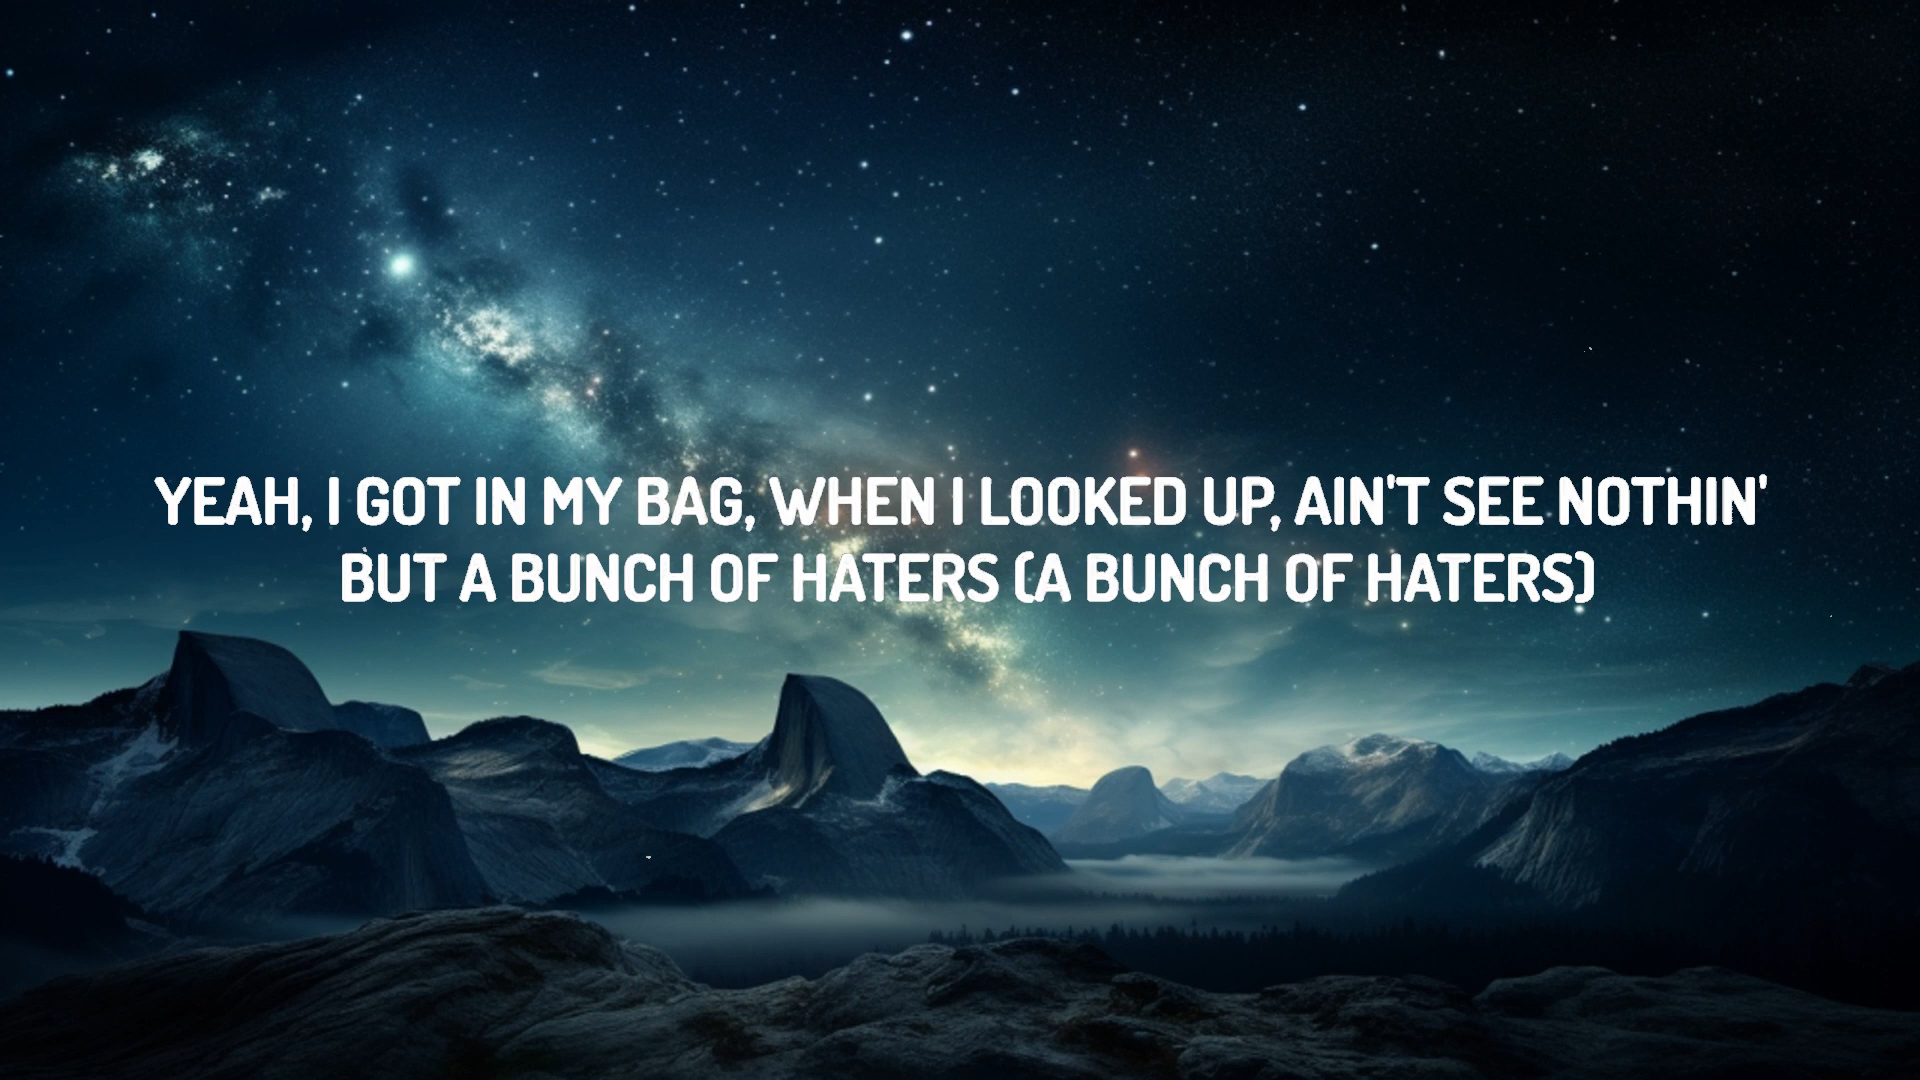 YEAH, I GOT IN MY BAG, WHEN I LOOKED UP, AIN'T SEE NOTHIN'
BUT A BUNCH OF HATERS (A BUNCH OF HATERS)